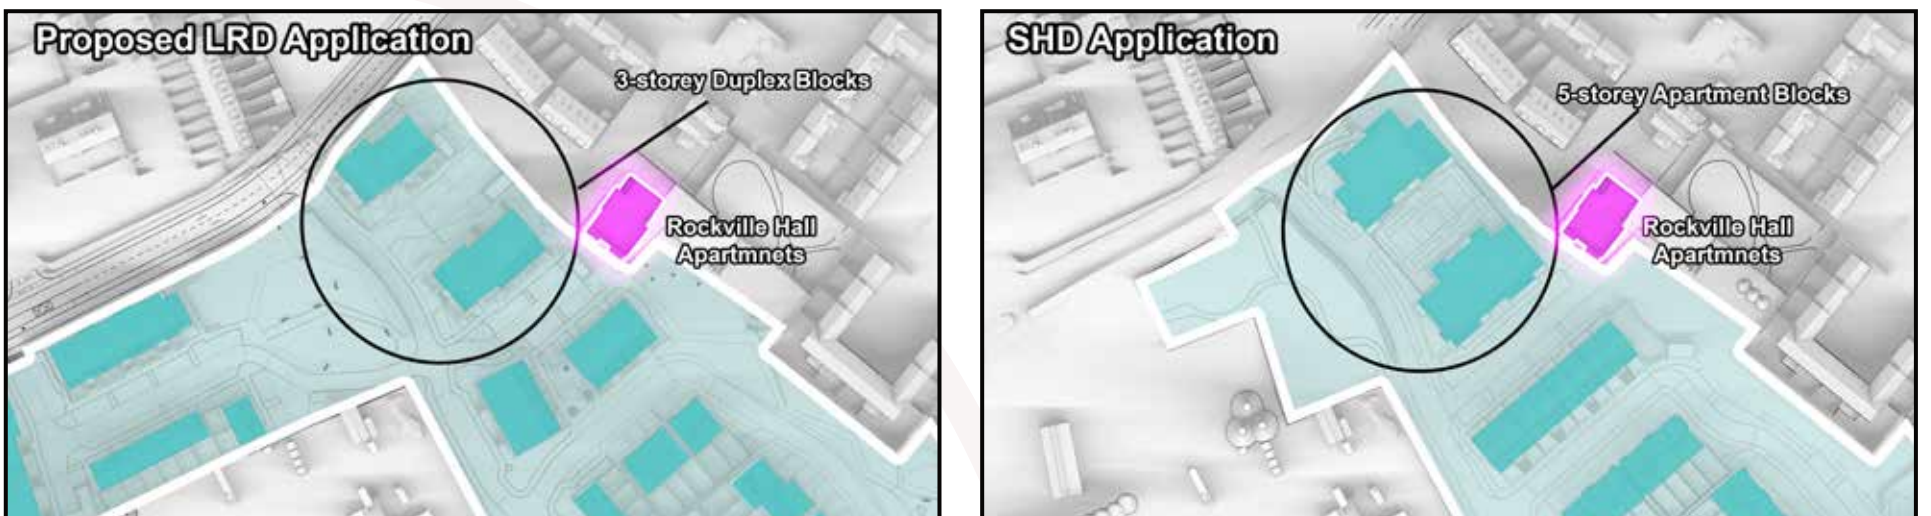 Proposed LRD Application
3-storey Duplex Blocks
Rockville Hall
Apartmnets
SHD Application
5-storey Apartment Blocks
Rockville Hall
Apartmnets